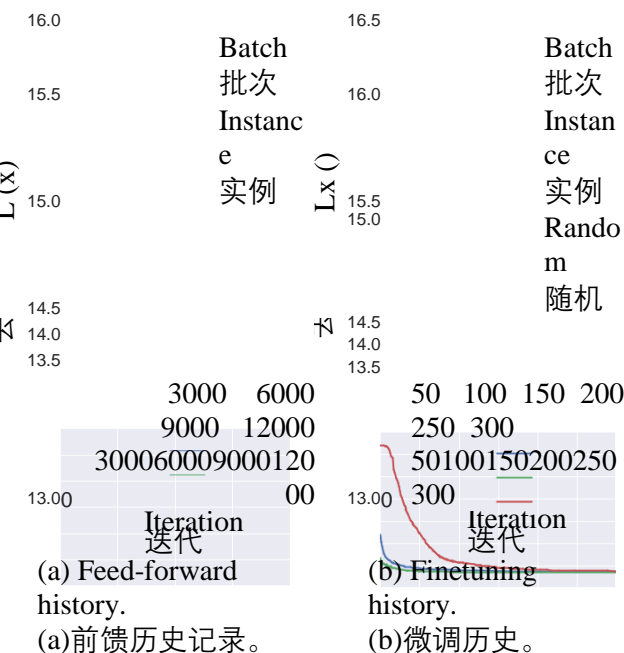 16.0
Batch
批次
15.5
Instanc
e
实例
L (x)
15.0
14.5
14.0
13.5
3000 6000
9000 12000
300060009000120
00
13.00
Iteration
迭代
(a) Feed-forward
history.
(a)前馈历史记录。
16.5
Batch
批次
16.0
Instan
ce
实例
Lx ()
15.5
15.0
Rando
m
随机
14.5
14.0
13.5
50 100 150 200
250 300
50100150200250
300
13.00
Iteration
迭代
(b) Finetuning
history.
(b)微调历史。